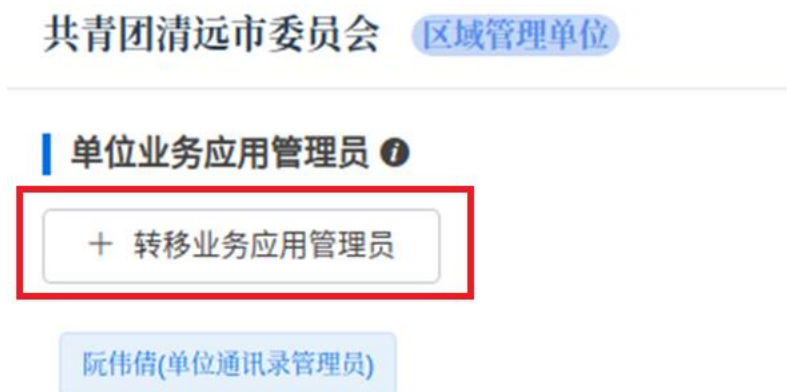 共青团清远市委员会 区域管理单位
单位业务应用管理员
+ 转移业务应用管理员
阮伟倩(单位通讯录管理员)